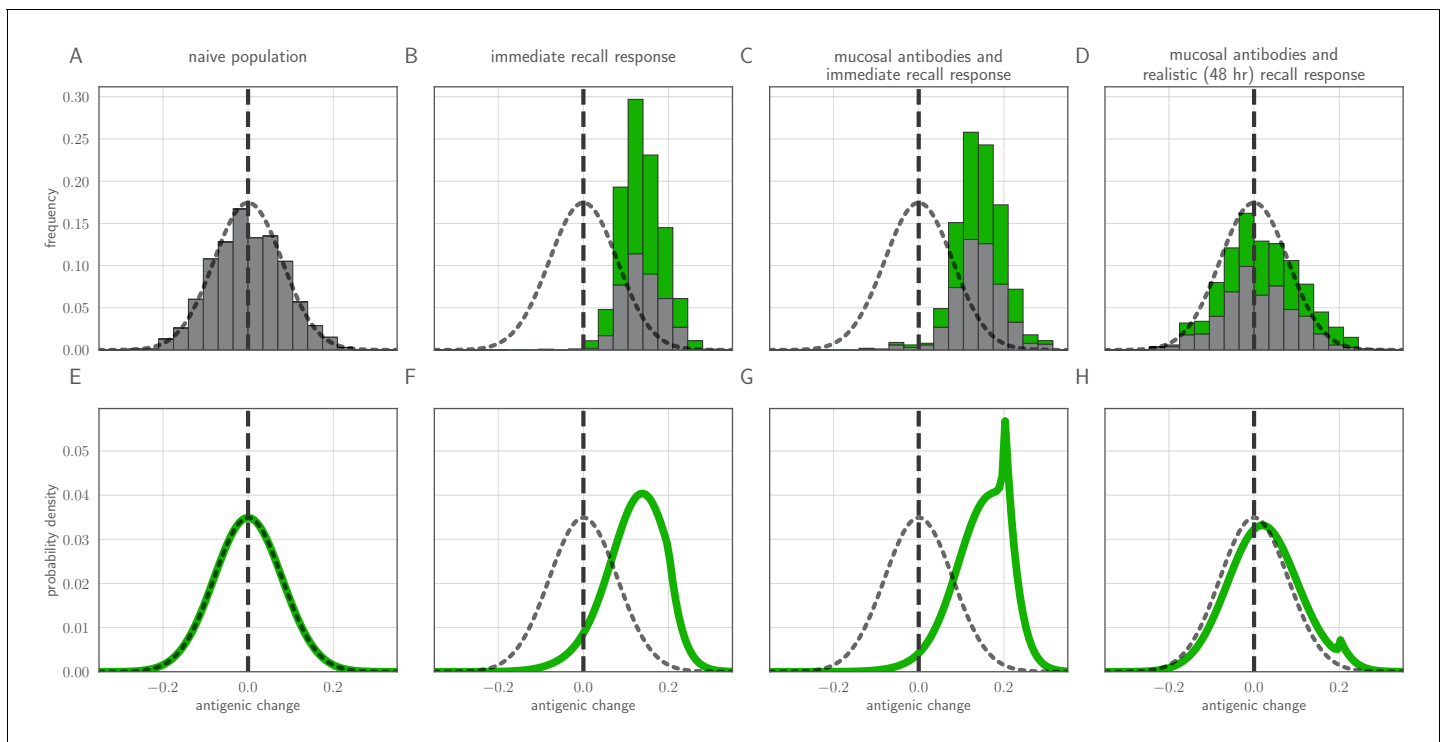 A
naive population
B
immediate recall response
C
mucosal antibodies and
immediate recall response
D
mucosal antibodies and
realistic (48 hr) recall response
frequency
0.30
0.25
0.20
0.15
0.10
0.05
0.00
E
F
G
H
probability density
0.05
0.04
0.03
0.02
0.01
0.00
−0.2
0.0
0.2
antigenic change
−0.2
0.0
0.2
antigenic change
−0.2
0.0
0.2
antigenic change
−0.2
0.0
0.2
antigenic change